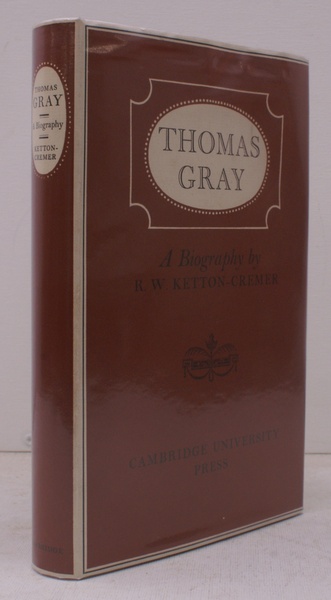 THOMAS
GRAY
A Biography
KETTON-
CREMER
THOMAS
GRAY
A Biography by
R. W. KETTON-CREMER
CAMBRIDGE UNIVERSITY
PRESS